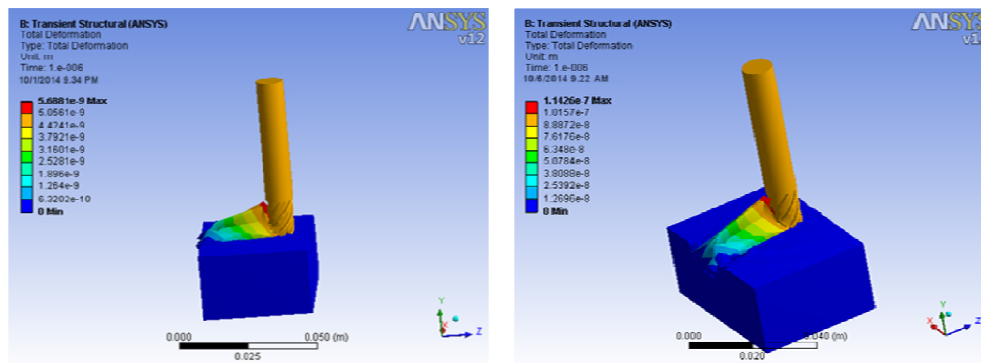 B: Transient Structural (ANSYS)
Total Deformation
Type: Total Deformation
Unit: m
Time: 1.e-006
10/1/2014 9:34 PM
ANSYS
v12
5.6881e-9 Max
5.0561e-9
4.4241e-9
3.7921e-9
3.1601e-9
2.5281e-9
1.896e-9
1.264e-9
6.3202e-10
0 Min
0.000
0.050 (m)
0.025
Y
X
Z
B: Transient Structural (ANSYS)
Total Deformation
Type: Total Deformation
Unit: m
Time: 1.e-006
10/6/2014 9:22 AM
ANSYS
1.1426e-7 Max
1.0157e-7
8.8872e-8
7.6176e-8
6.348e-8
5.0784e-8
3.8088e-8
2.5392e-8
1.2696e-8
0 Min
0.000
0.040 (m)
0.020
Y
X
Z